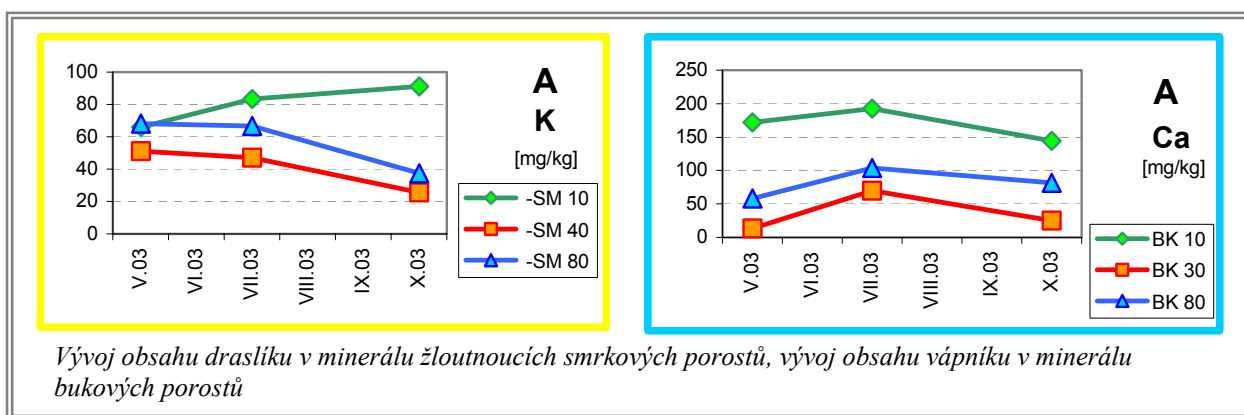 A
K
[mg/kg]
100
80
60
40
20
0
V.03
VI.03
VII.03
VIII.03
IX.03
X.03
-SM 10
-SM 40
-SM 80
A
Ca
[mg/kg]
250
200
150
100
50
0
V.03
VI.03
VII.03
VIII.03
IX.03
X.03
BK 10
BK 30
BK 80
Vývoj obsahu draslíku v minerálu žloutnoucích smrkových porostů, vývoj obsahu vápníku v minerálu
bukových porostů